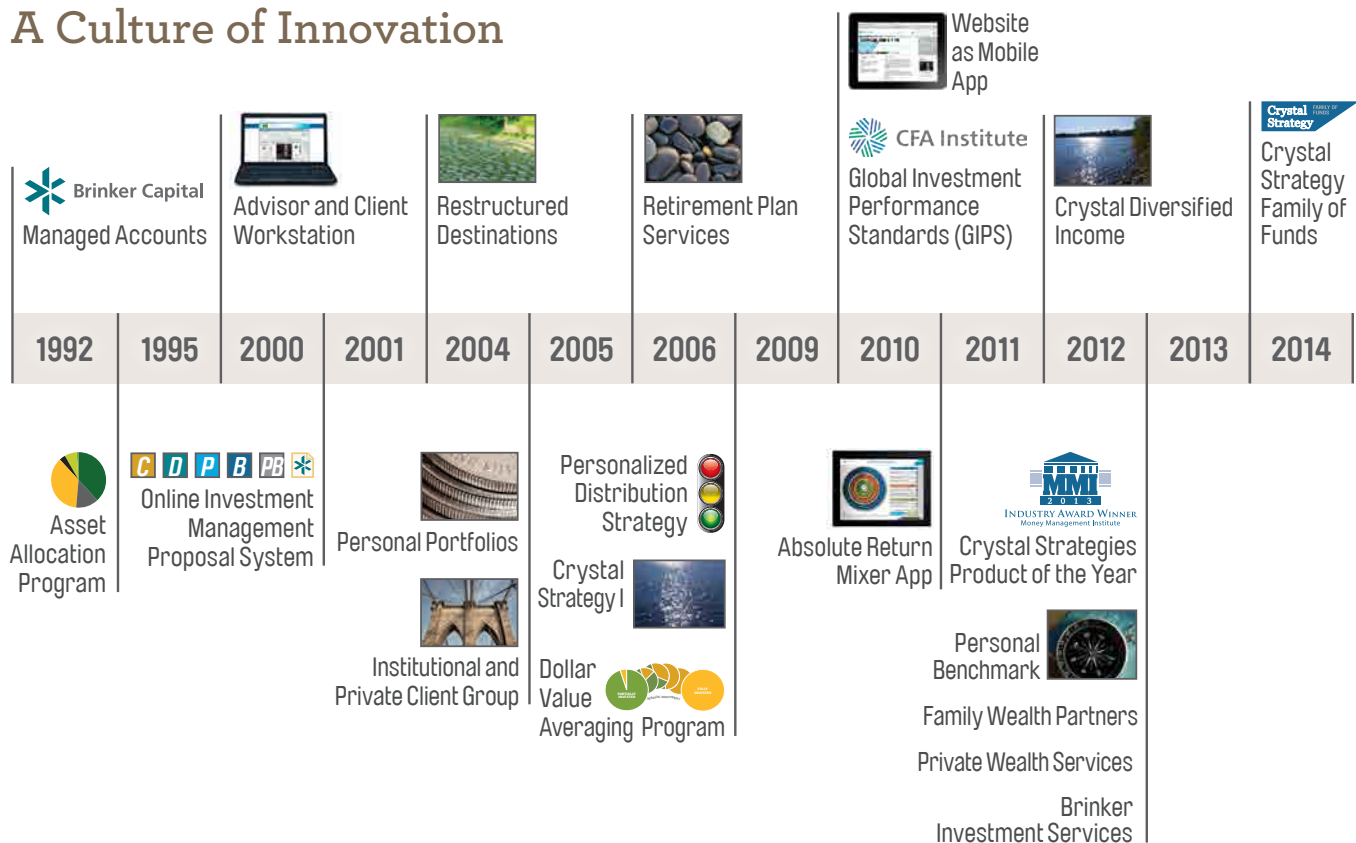 A Culture of Innovation
Website
as Mobile
App
Crystal
Strategy
FAMILY OF
FUNDS
Brinker Capital
Managed Accounts
Advisor and Client
Workstation
Restructured
Destinations
Retirement Plan
Services
CFA Institute
Global Investment
Performance
Standards (GIPS)
Crystal Diversified
Income
Crystal
Strategy
Family of
Funds
1992
1995
2000
2001
2004
2005
2006
2009
2010
2011
2012
2013
2014
Asset
Allocation
Program
C D P B PB
Online Investment
Management
Proposal System
Personal Portfolios
Institutional and
Private Client Group
Personalized
Distribution
Strategy
Crystal
Strategy I
Dollar
Value
Averaging Program
Absolute Return
Mixer App
MMI
2013
INDUSTRY AWARD WINNER
Money Management Institute
Crystal Strategies
Product of the Year
Personal
Benchmark
Family Wealth Partners
Private Wealth Services
Brinker
Investment Services